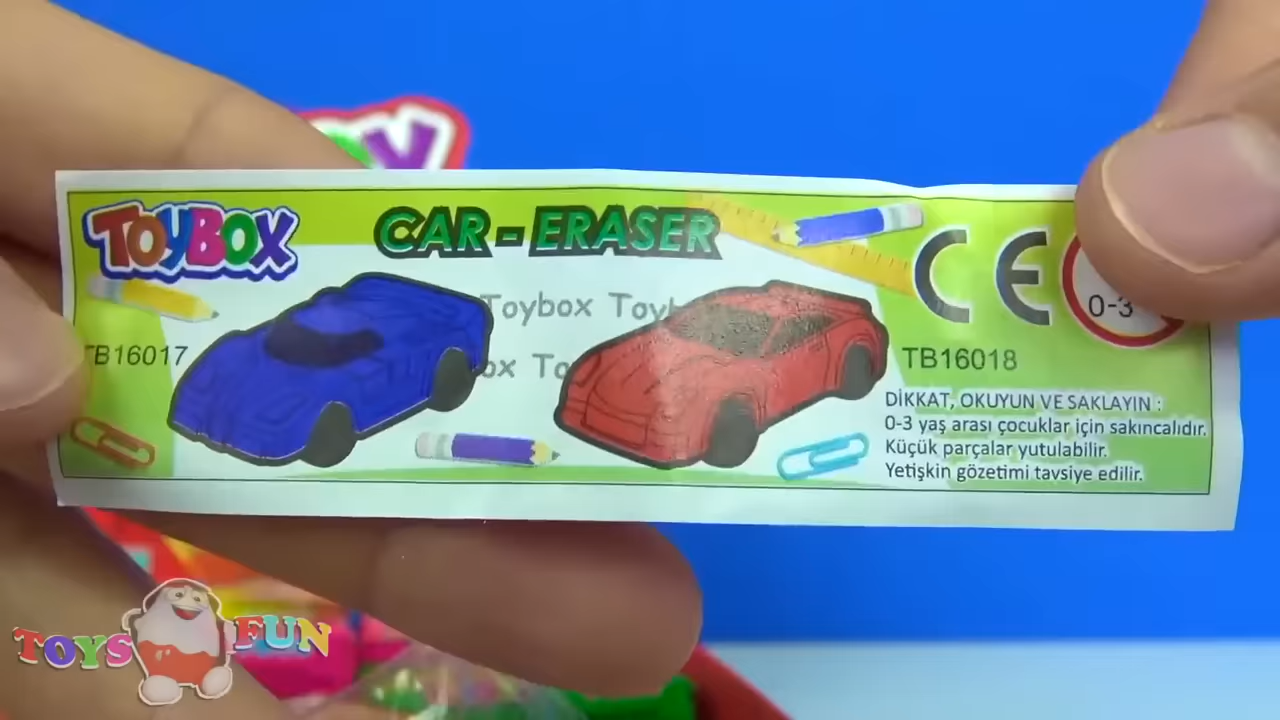 TOYBOX
CAR - ERASER
CE
0-3
Toybox
TB16017
TB16018
DİKKAT, OKUYUN VE SAKLAYIN :
0-3 yaş arası çocuklar için sakıncalıdır.
Küçük parçalar yutulabilir.
Yetişkin gözetimi tavsiye edilir.
TOYS FUN